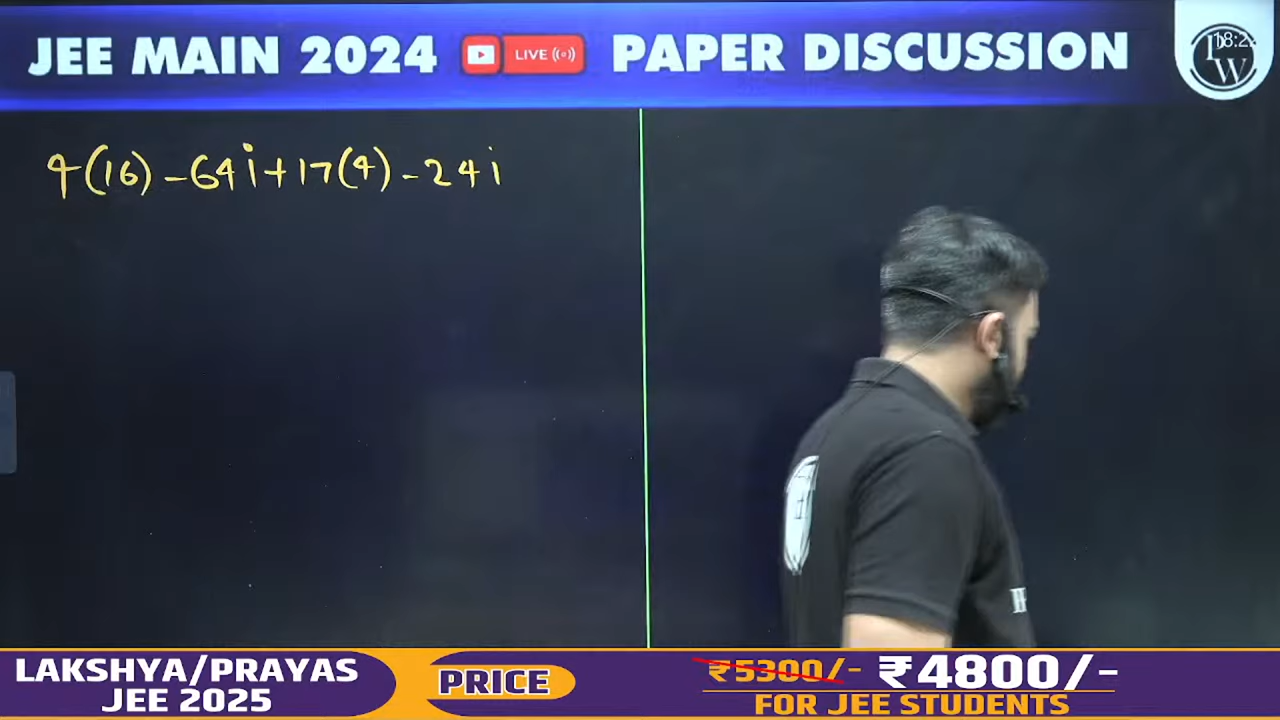 JEE MAIN 2024 LIVE PAPER DISCUSSION
4(16) - 64i + 17(4) - 24i
LAKSHYA/PRAYAS
JEE 2025
PRICE
₹5300/- ₹4800/-
FOR JEE STUDENTS